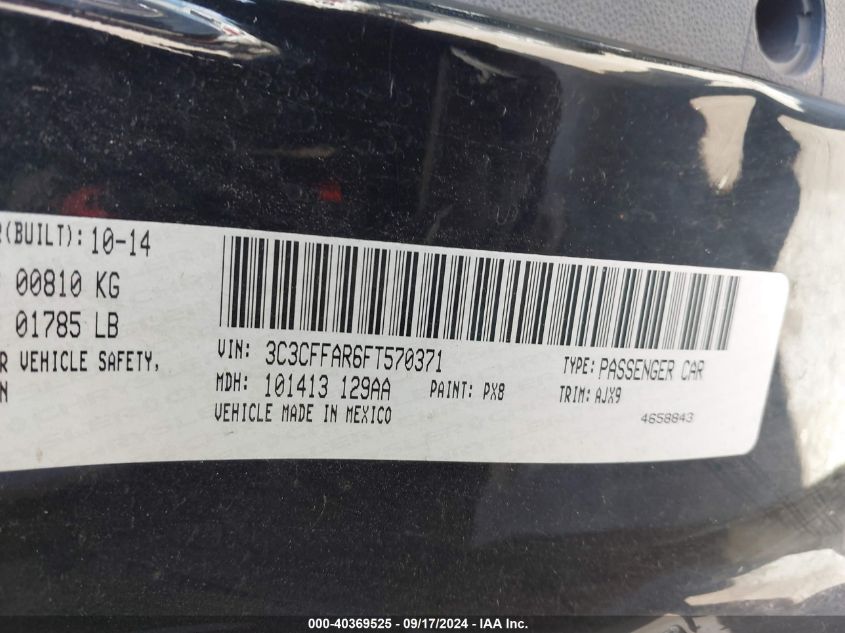 (BUILT): 10-14
00810 KG
01785 LB
VEHICLE SAFETY,
N
VIN: 3C3CFFAR6FT570371
TYPE: PASSENGER CAR
MDH: 101413 129AA
PAINT: PX8
TRIM: AJX9
VEHICLE MADE IN MEXICO
4658843
000-40369525 - 09/17/2024 - IAA, Inc.